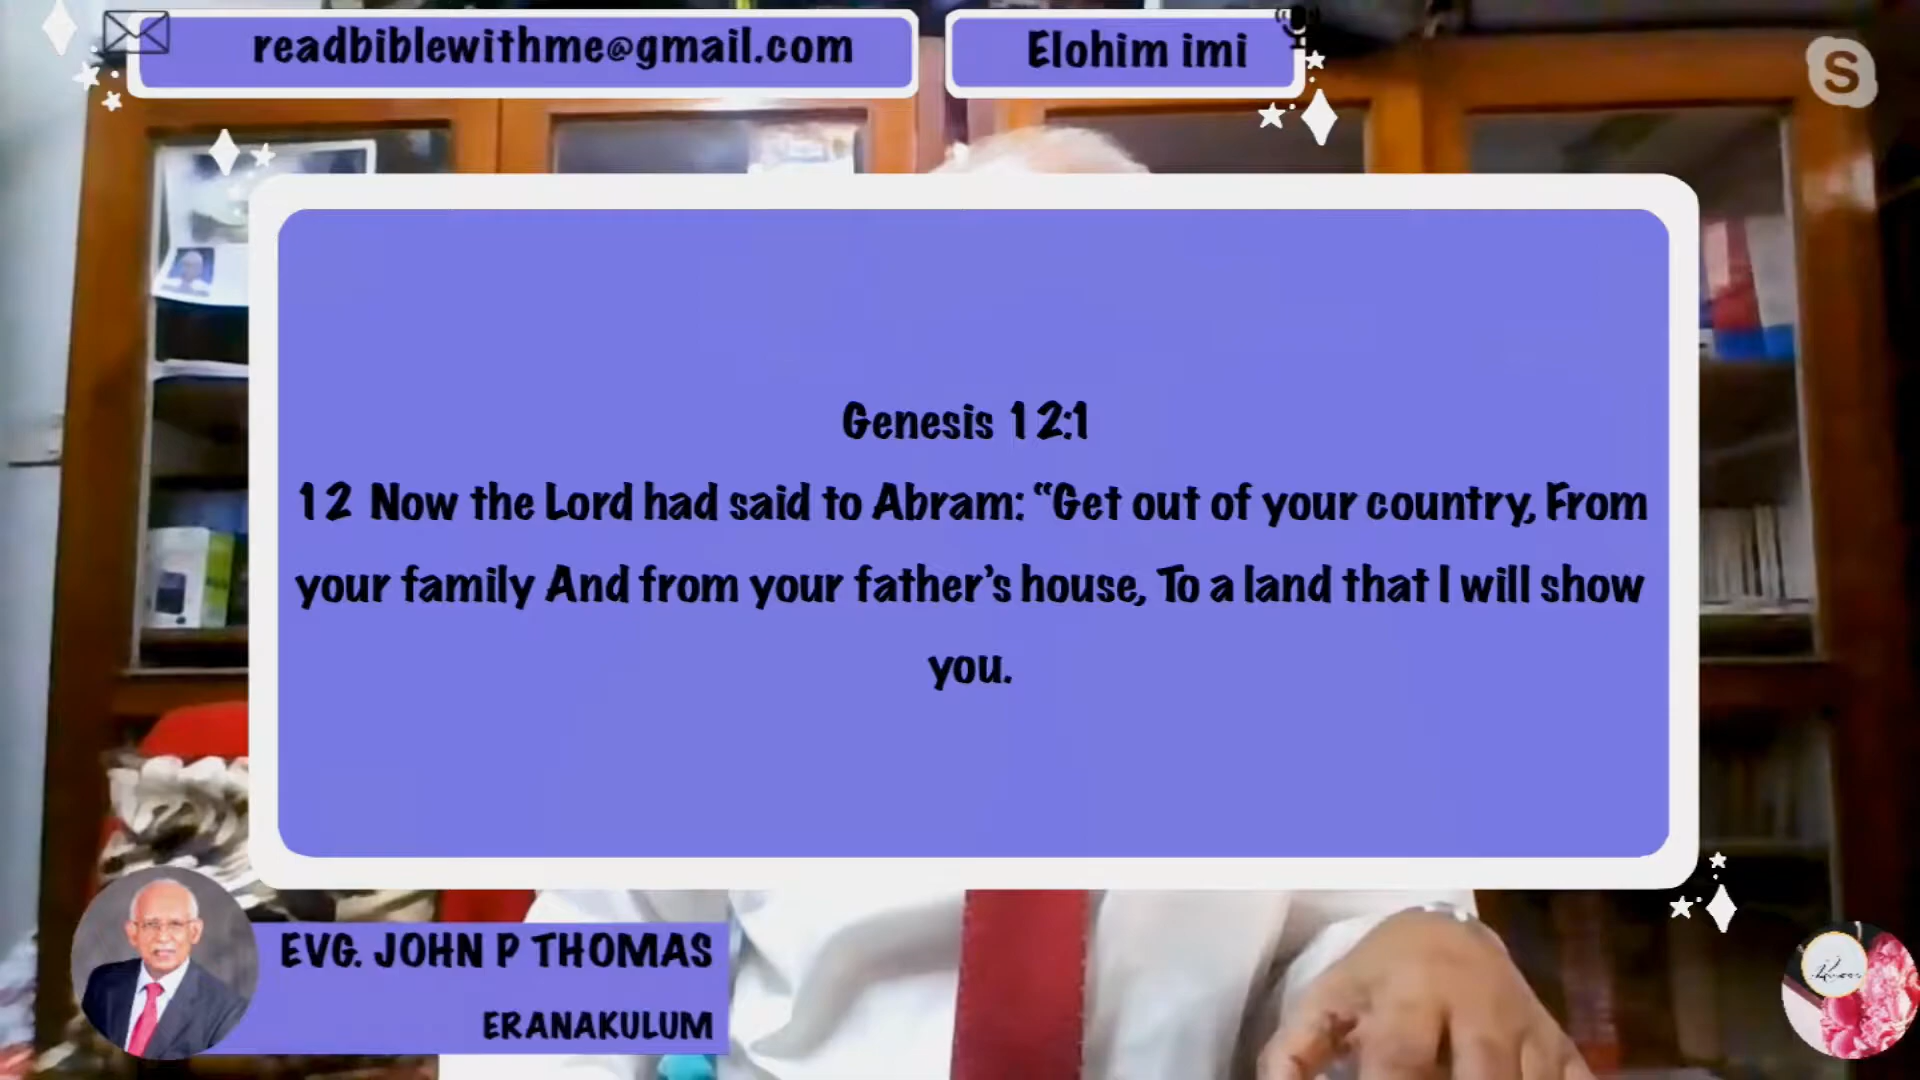 readbiblewithme@gmail.com
Elohim imi
S
Genesis 12:1
12 Now the Lord had said to Abram: “Get out of your country, From
your family And from your father’s house, To a land that I will show
you.
EVG. JOHN P THOMAS
ERANAKULUM